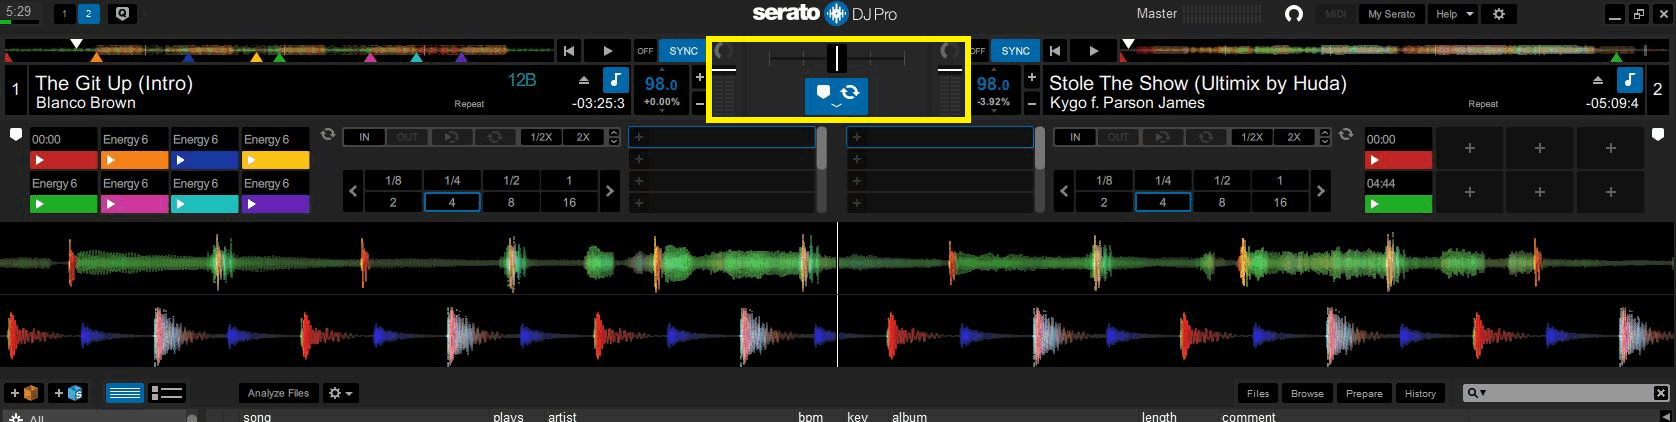 5:29 1 2 serato DJ Pro Master MIDI My Serato Help
OFF SYNC OFF SYNC
1 The Git Up (Intro) 12B 98.0 98.0 Stole The Show (Ultimix by Huda) 2
Blanco Brown Repeat -03:25:3 +0.00% -3.92% Kygo f. Parson James Repeat -05:09:4
00:00 Energy 6 Energy 6 Energy 6 IN OUT 1/2X 2X IN OUT 1/2X 2X 00:00
1/8 1/4 1/2 1 1/8 1/4 1/2 1
Energy 6 Energy 6 Energy 6 Energy 6 04:44
2 4 8 16 2 4 8 16
Analyze Files Files Browse Prepare History
All song plays artist bpm key album length comment